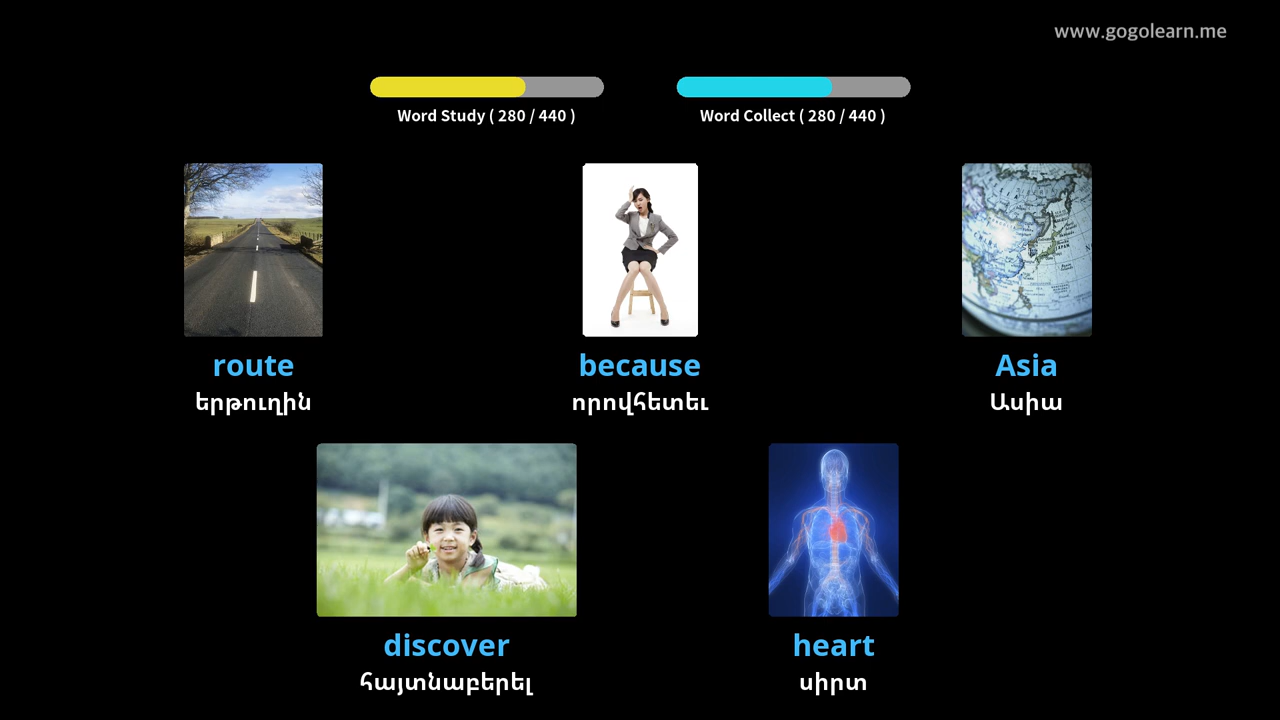 www.gogolearn.me
Word Study ( 280 / 440 )
Word Collect ( 280 / 440 )
route
երթուղին
because
որովհետեւ
Asia
Ասիա
discover
հայտնաբերել
heart
սիրտ